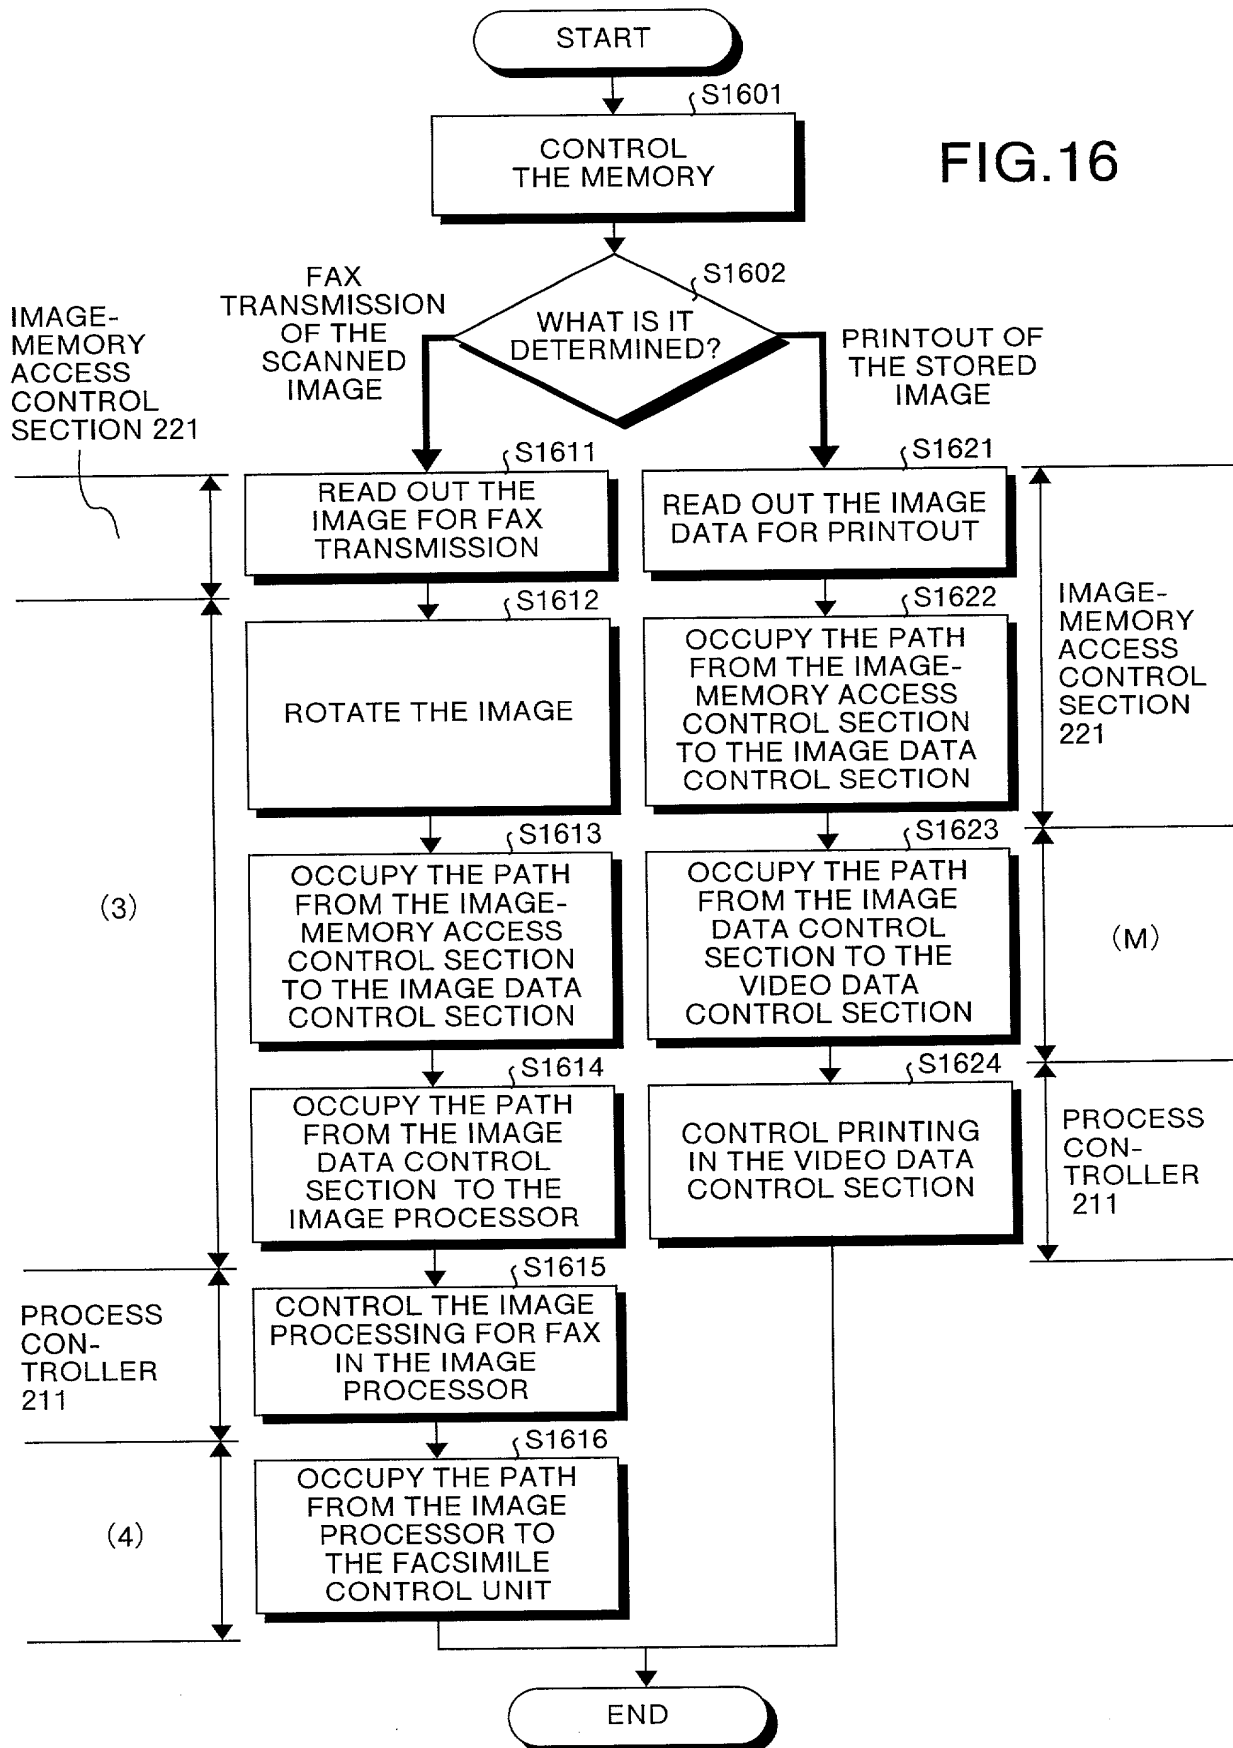 START
S1601
CONTROL
THE MEMORY
FIG.16
S1602
WHAT IS IT
DETERMINED?
FAX
TRANSMISSION
OF THE
SCANNED
IMAGE
PRINTOUT OF
THE STORED
IMAGE
IMAGE-
MEMORY
ACCESS
CONTROL
SECTION 221
S1611
READ OUT THE
IMAGE FOR FAX
TRANSMISSION
S1621
READ OUT THE IMAGE
DATA FOR PRINTOUT
S1612
ROTATE THE IMAGE
S1622
OCCUPY THE PATH
FROM THE IMAGE-
MEMORY ACCESS
CONTROL SECTION
TO THE IMAGE DATA
CONTROL SECTION
IMAGE-
MEMORY
ACCESS
CONTROL
SECTION
221
(3)
S1613
OCCUPY THE PATH
FROM THE IMAGE-
MEMORY ACCESS
CONTROL SECTION
TO THE IMAGE DATA
CONTROL SECTION
S1623
OCCUPY THE PATH
FROM THE IMAGE
DATA CONTROL
SECTION TO THE
VIDEO DATA
CONTROL SECTION
(M)
S1614
OCCUPY THE PATH
FROM THE IMAGE
DATA CONTROL
SECTION TO THE
IMAGE PROCESSOR
S1624
CONTROL PRINTING
IN THE VIDEO DATA
CONTROL SECTION
PROCESS
CON-
TROLLER
211
PROCESS
CON-
TROLLER
211
S1615
CONTROL THE IMAGE
PROCESSING FOR FAX
IN THE IMAGE
PROCESSOR
(4)
S1616
OCCUPY THE PATH
FROM THE IMAGE
PROCESSOR TO
THE FACSIMILE
CONTROL UNIT
END